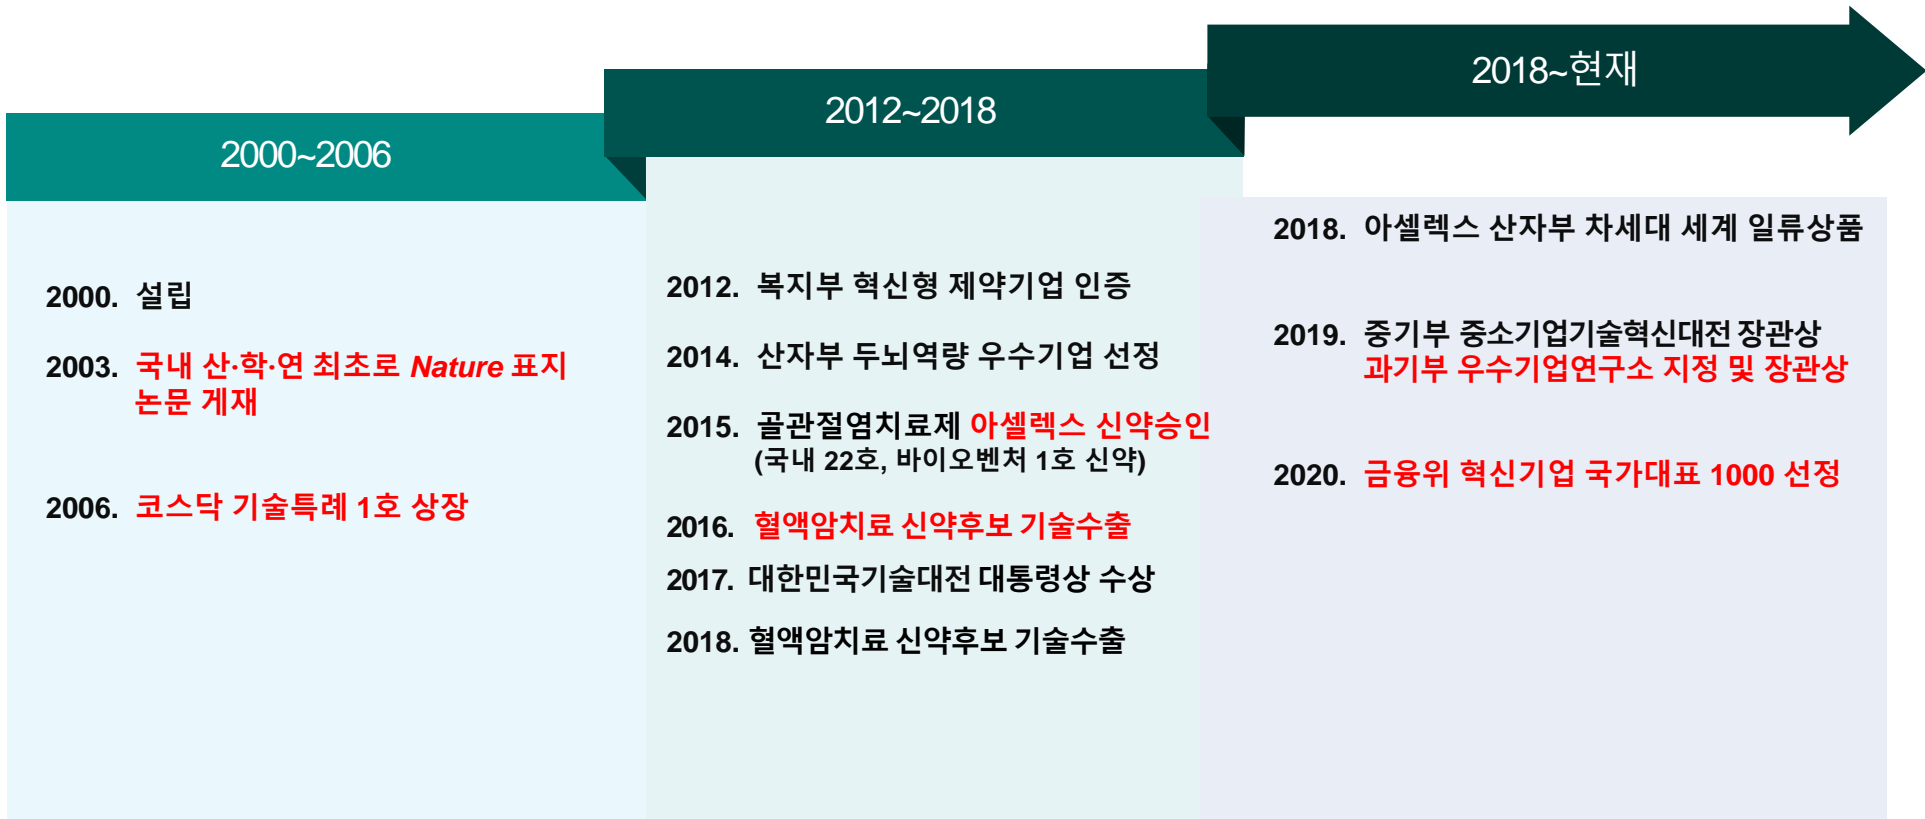 2000~2006
2000. 설립
2003. 국내 산·학·연 최초로 Nature 표지
논문 게재
2006. 코스닥 기술특례 1호 상장
2012~2018
2012. 복지부 혁신형 제약기업 인증
2014. 산자부 두뇌역량 우수기업 선정
2015. 골관절염치료제 아셀렉스 신약승인
(국내 22호, 바이오벤처 1호 신약)
2016. 혈액암치료 신약후보 기술수출
2017. 대한민국기술대전 대통령상 수상
2018. 혈액암치료 신약후보 기술수출
2018~현재
2018. 아셀렉스 산자부 차세대 세계 일류상품
2019. 중기부 중소기업기술혁신대전 장관상
과기부 우수기업연구소 지정 및 장관상
2020. 금융위 혁신기업 국가대표 1000 선정